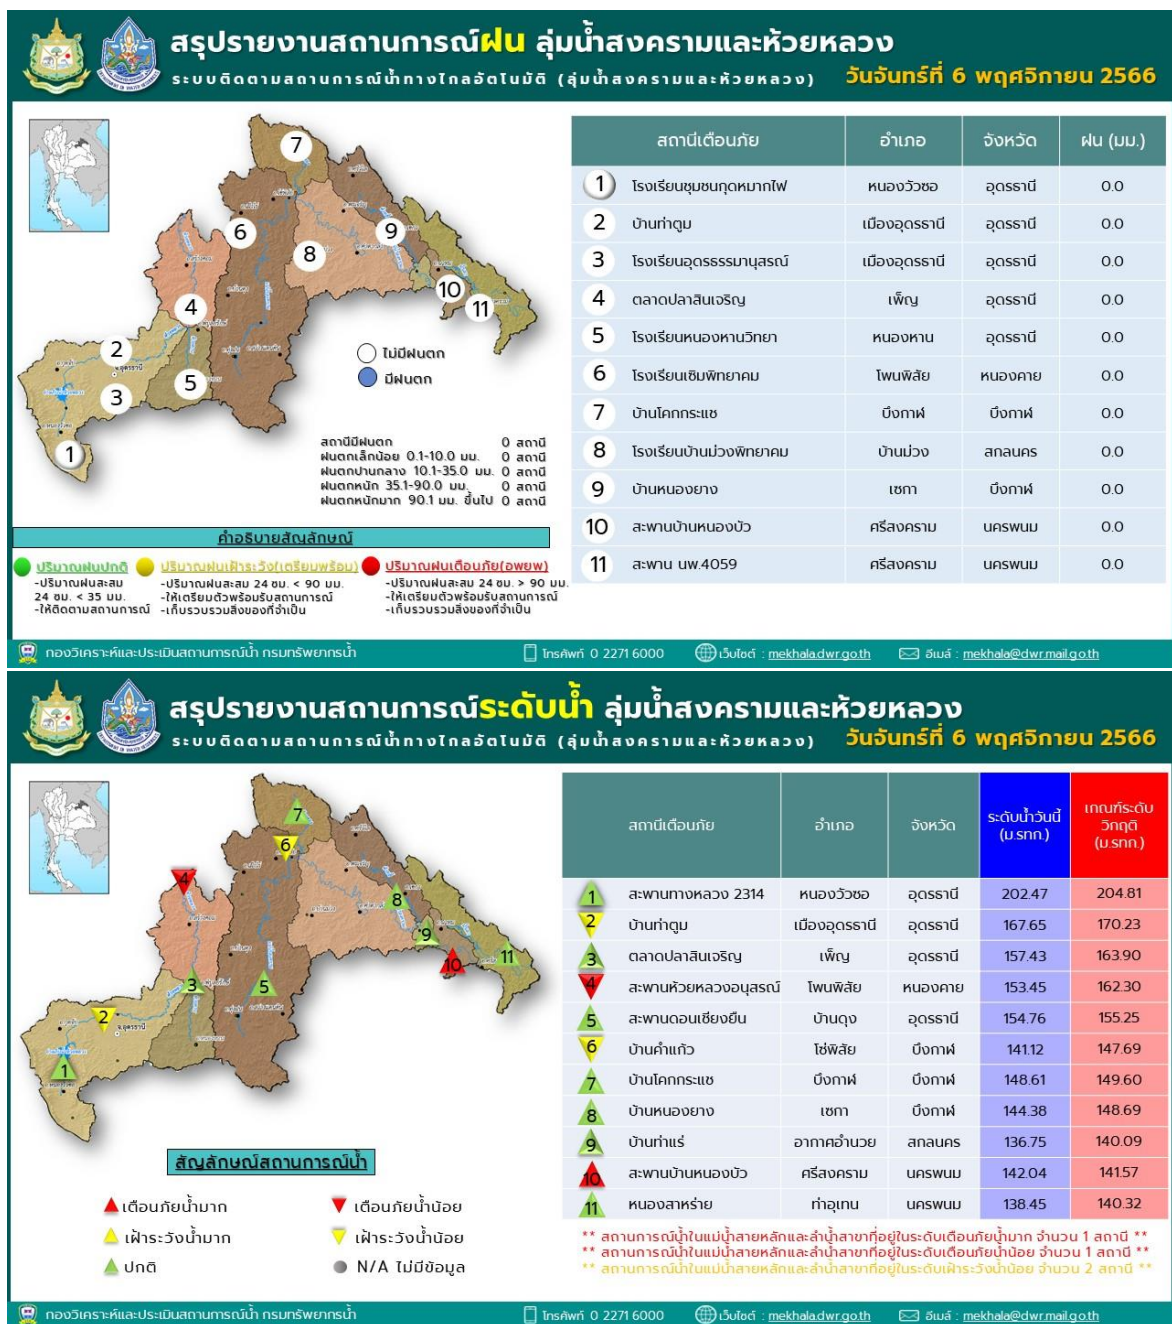 สรุปรายงานสถานการณ์ฝน ลุ่มน้ำสงครามและห้วยหลวง
ระบบติดตามสถานการณ์น้ำทางไกลอัตโนมัติ (ลุ่มน้ำสงครามและห้วยหลวง) วันจันทร์ที่ 6 พฤศจิกายน 2566
สถานีเตือนภัย อำเภอ จังหวัด ฝน (มม.)
1 โรงเรียนชุมชนกุดหมากไฟ หนองวัวซอ อุดรธานี 0.0
2 บ้านท่าตูม เมืองอุดรธานี อุดรธานี 0.0
3 โรงเรียนอุดรธรรมานุสรณ์ เมืองอุดรธานี อุดรธานี 0.0
4 ตลาดปลาสินเจริญ เพ็ญ อุดรธานี 0.0
5 โรงเรียนหนองหานวิทยา หนองหาน อุดรธานี 0.0
6 โรงเรียนเซิมพิทยาคม โพนพิสัย หนองคาย 0.0
7 บ้านโคกกระแซ บึงกาฬ บึงกาฬ 0.0
8 โรงเรียนบ้านม่วงพิทยาคม บ้านม่วง สกลนคร 0.0
9 บ้านหนองยาง เซกา บึงกาฬ 0.0
10 สะพานบ้านหนองบัว ศรีสงคราม นครพนม 0.0
11 สะพาน นพ.4059 ศรีสงคราม นครพนม 0.0
7
6
9
8
10
11
4
2
5
3
1
อ.อุดรธานี
ไม่มีฝนตก
มีฝนตก
สถานีมีฝนตก 0 สถานี
ฝนตกเล็กน้อย 0.1-10.0 มม. 0 สถานี
ฝนตกปานกลาง 10.1-35.0 มม. 0 สถานี
ฝนตกหนัก 35.1-90.0 มม. 0 สถานี
ฝนตกหนักมาก 90.1 มม. ขึ้นไป 0 สถานี
คำอธิบายสัญลักษณ์
ปริมาณฝนปกติ
-ปริมาณฝนสะสม
24 ชม. < 35 มม.
-ให้ติดตามสถานการณ์
ปริมาณฝนเฝ้าระวัง(เตรียมพร้อม)
-ปริมาณฝนสะสม 24 ชม. < 90 มม.
-ให้เตรียมตัวพร้อมรับสถานการณ์
-เก็บรวบรวมสิ่งของที่จำเป็น
ปริมาณฝนเตือนภัย(อพยพ)
-ปริมาณฝนสะสม 24 ชม. > 90 มม.
-ให้เตรียมตัวพร้อมรับสถานการณ์
-เก็บรวบรวมสิ่งของที่จำเป็น
กองวิเคราะห์และประเมินสถานการณ์น้ำ กรมทรัพยากรน้ำ โทรศัพท์ 0 2271 6000 เว็บไซต์ : mekhala.dwr.go.th อีเมล์ : mekhala@dwr.mail.go.th
สรุปรายงานสถานการณ์ระดับน้ำ ลุ่มน้ำสงครามและห้วยหลวง
ระบบติดตามสถานการณ์น้ำทางไกลอัตโนมัติ (ลุ่มน้ำสงครามและห้วยหลวง) วันจันทร์ที่ 6 พฤศจิกายน 2566
สถานีเตือนภัย อำเภอ จังหวัด ระดับน้ำวันนี้ (ม.รทก.) เกณฑ์ระดับวิกฤติ (ม.รทก.)
1 สะพานทางหลวง 2314 หนองวัวซอ อุดรธานี 202.47 204.81
2 บ้านท่าตูม เมืองอุดรธานี อุดรธานี 167.65 170.23
3 ตลาดปลาสินเจริญ เพ็ญ อุดรธานี 157.43 163.90
4 สะพานห้วยหลวงอนุสรณ์ โพนพิสัย หนองคาย 153.45 162.30
5 สะพานดอนเชียงยืน บ้านดุง อุดรธานี 154.76 155.25
6 บ้านคำแก้ว โซ่พิสัย บึงกาฬ 141.12 147.69
7 บ้านโคกกระแซ บึงกาฬ บึงกาฬ 148.61 149.60
8 บ้านหนองยาง เซกา บึงกาฬ 144.38 148.69
9 บ้านท่าแร่ อากาศอำนวย สกลนคร 136.75 140.09
10 สะพานบ้านหนองบัว ศรีสงคราม นครพนม 142.04 141.57
11 หนองสาหร่าย ท่าอุเทน นครพนม 138.45 140.32
7
6
4
8
9
10
11
3
5
2
1
อ.อุดรธานี
สัญลักษณ์สถานการณ์น้ำ
เตือนภัยน้ำมาก เตือนภัยน้ำน้อย
เฝ้าระวังน้ำมาก เฝ้าระวังน้ำน้อย
ปกติ N/A ไม่มีข้อมูล
** สถานการณ์น้ำในแม่น้ำสายหลักและลำน้ำสาขาที่อยู่ในระดับเตือนภัยน้ำมาก จำนวน 1 สถานี **
** สถานการณ์น้ำในแม่น้ำสายหลักและลำน้ำสาขาที่อยู่ในระดับเตือนภัยน้ำน้อย จำนวน 1 สถานี **
** สถานการณ์น้ำในแม่น้ำสายหลักและลำน้ำสาขาที่อยู่ในระดับเฝ้าระวังน้ำน้อย จำนวน 2 สถานี **
กองวิเคราะห์และประเมินสถานการณ์น้ำ กรมทรัพยากรน้ำ โทรศัพท์ 0 2271 6000 เว็บไซต์ : mekhala.dwr.go.th อีเมล์ : mekhala@dwr.mail.go.th